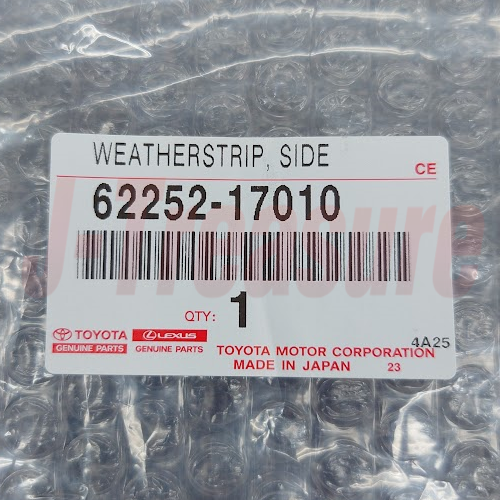 WEATHERSTRIP, SIDE
CE
62252-17010
J-Treasure
QTY: 1
4A25
TOYOTA LEXUS
GENUINE PARTS GENUINE PARTS
TOYOTA MOTOR CORPORATION
MADE IN JAPAN 23